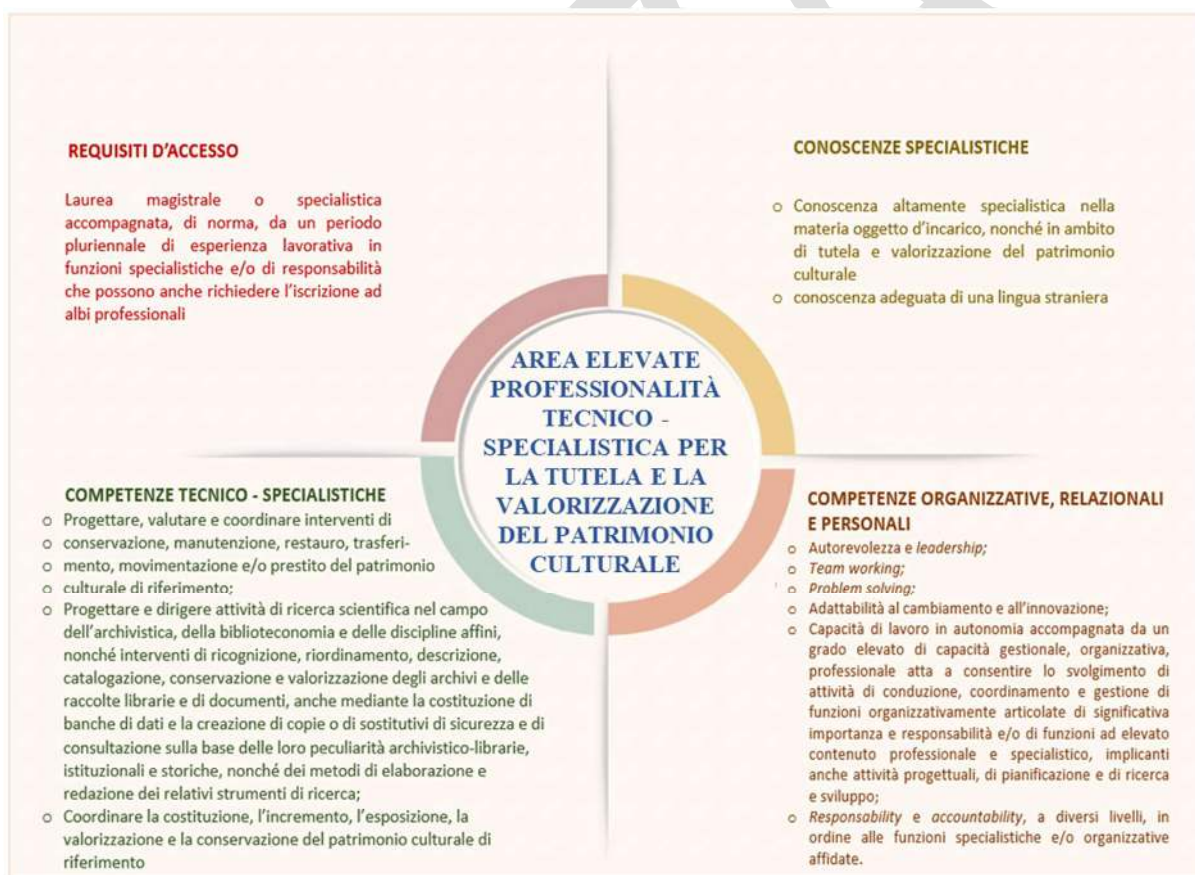 REQUISITI D'ACCESSO
Laurea magistrale o specialistica
accompagnata, di norma, da un periodo
pluriennale di esperienza lavorativa in
funzioni specialistiche e/o di responsabilità
che possono anche richiedere l'iscrizione ad
albi professionali
CONOSCENZE SPECIALISTICHE
o Conoscenza altamente specialistica nella
materia oggetto d'incarico, nonché in ambito
di tutela e valorizzazione del patrimonio
culturale
o conoscenza adeguata di una lingua straniera
AREA ELEVATE
PROFESSIONALITÀ
TECNICO -
SPECIALISTICA PER
LA TUTELA E LA
VALORIZZAZIONE
DEL PATRIMONIO
CULTURALE
COMPETENZE TECNICO - SPECIALISTICHE
o Progettare, valutare e coordinare interventi di
o conservazione, manutenzione, restauro, trasferi-
o mento, movimentazione e/o prestito del patrimonio
o culturale di riferimento;
o Progettare e dirigere attività di ricerca scientifica nel campo
dell'archivistica, della biblioteconomia e delle discipline affini,
nonché interventi di ricognizione, riordinamento, descrizione,
catalogazione, conservazione e valorizzazione degli archivi e delle
raccolte librarie e di documenti, anche mediante la costituzione di
banche di dati e la creazione di copie o di sostitutivi di sicurezza e di
consultazione sulla base delle loro peculiarità archivistico-librarie,
istituzionali e storiche, nonché dei metodi di elaborazione e
redazione dei relativi strumenti di ricerca;
o Coordinare la costituzione, l'incremento, l'esposizione, la
valorizzazione e la conservazione del patrimonio culturale di
riferimento
COMPETENZE ORGANIZZATIVE, RELAZIONALI
E PERSONALI
o Autorevolezza e leadership;
o Team working;
o Problem solving;
o Adattabilità al cambiamento e all'innovazione;
o Capacità di lavoro in autonomia accompagnata da un
grado elevato di capacità gestionale, organizzativa,
professionale atta a consentire lo svolgimento di
attività di conduzione, coordinamento e gestione di
funzioni organizzativamente articolate di significativa
importanza e responsabilità e/o di funzioni ad elevato
contenuto professionale e specialistico, implicanti
anche attività progettuali, di pianificazione e di ricerca
e sviluppo;
o Responsability e accountability, a diversi livelli, in
ordine alle funzioni specialistiche e/o organizzative
affidate.